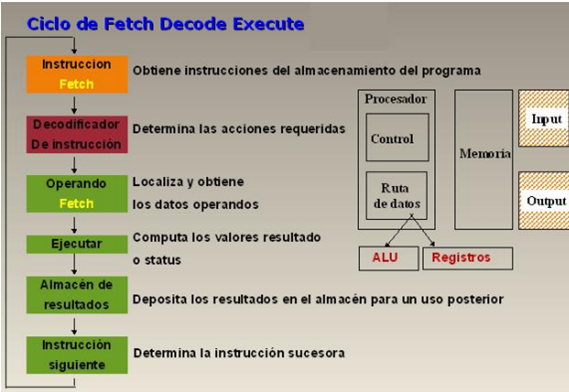 Ciclo de Fetch Decode Execute
Instruccion
Fetch
Obtiene instrucciones del almacenamiento del programa
Decodificador
De instrucción
Determina las acciones requeridas
Operando
Fetch
Localiza y obtiene
los datos operandos
Ejecutar
Computa los valores resultado
o status
Almacén de
resultados
Deposita los resultados en el almacén para un uso posterior
Instrucción
siguiente
Determina la instrucción sucesora
Procesador
Control
Ruta
de datos
Memoria
Input
Output
ALU
Registros